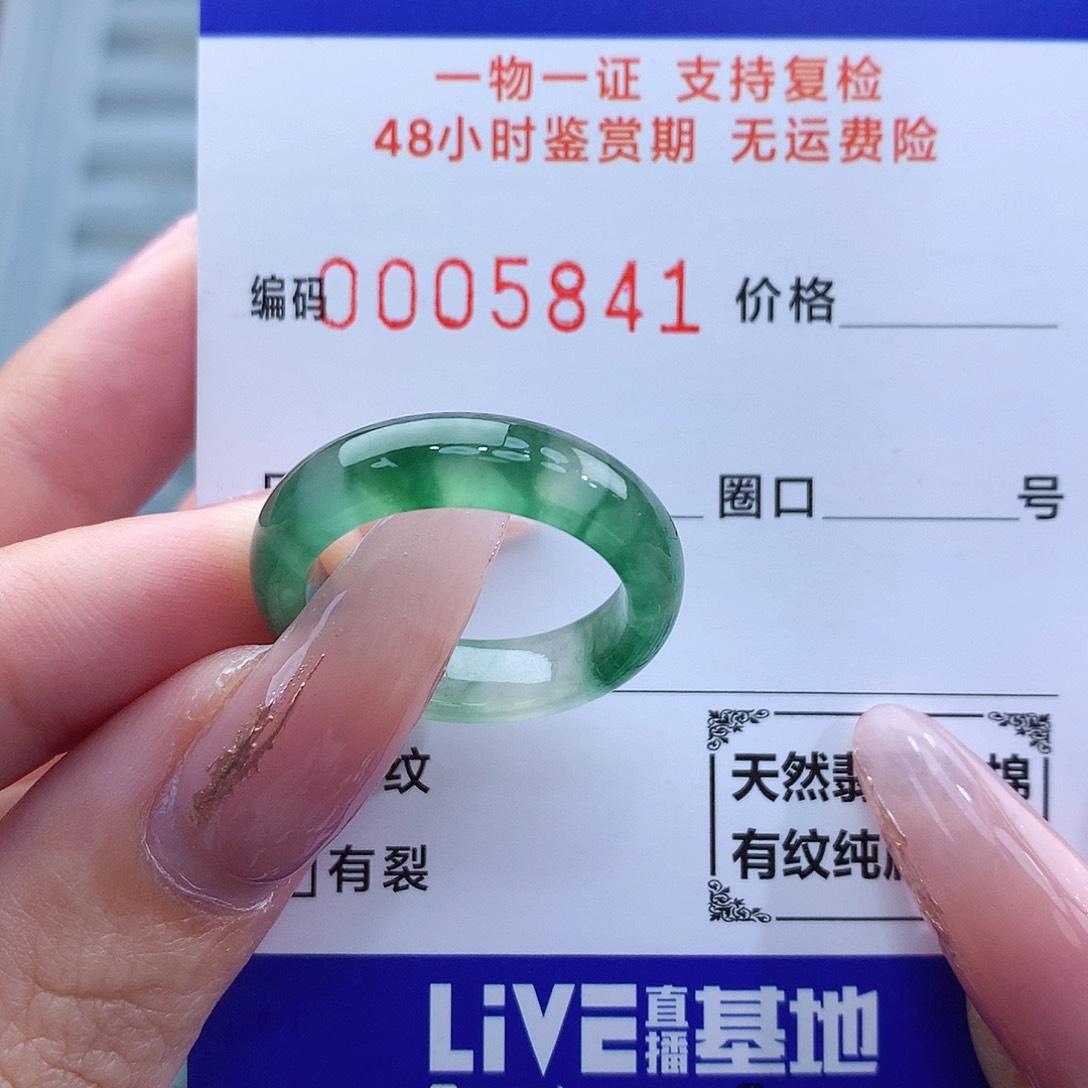 一物一证 支持复检
48小时鉴赏期 无运费险
编码0005841 价格
圈口 号
纹
天然翡 棉
有纹纯
有裂
LiVE直播基地